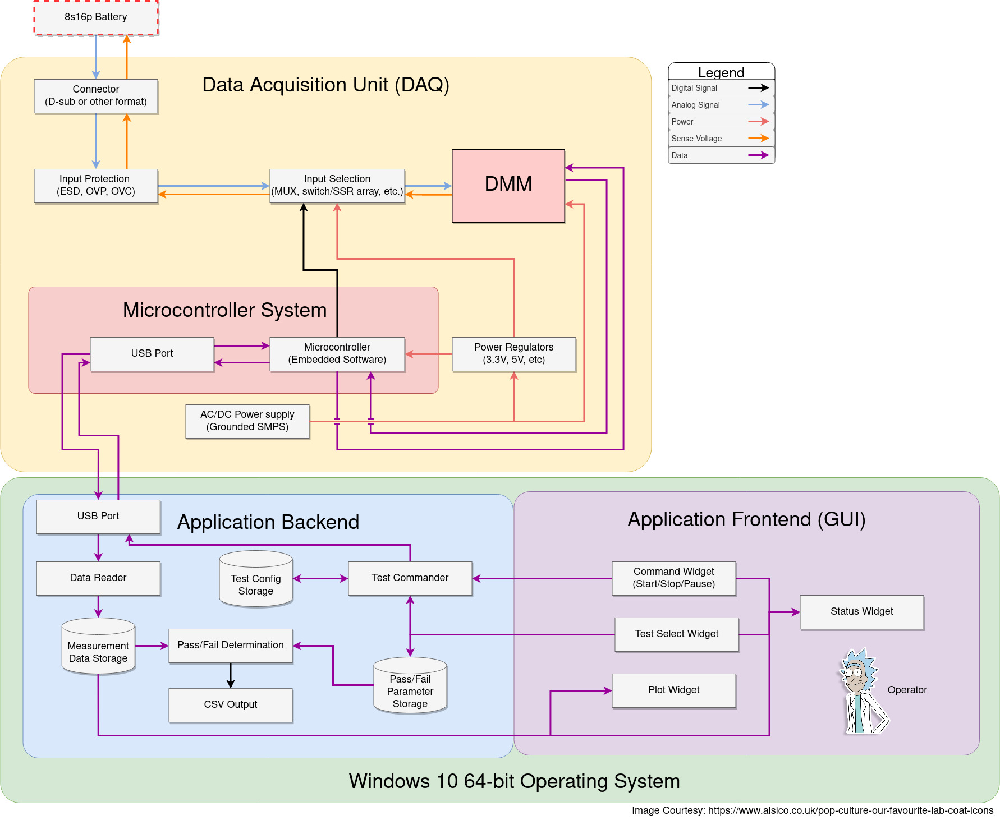 8s16p Battery
Data Acquisition Unit (DAQ)
Connector
(D-sub or other format)
Legend
Digital Signal
Analog Signal
Power
Sense Voltage
Data
Input Protection
(ESD, OVP, OVC)
Input Selection
(MUX, switch/SSR array, etc.)
DMM
Microcontroller System
USB Port
Microcontroller
(Embedded Software)
Power Regulators
(3.3V, 5V, etc)
AC/DC Power supply
(Grounded SMPS)
USB Port
Application Backend
Application Frontend (GUI)
Data Reader
Test Config
Storage
Test Commander
Command Widget
(Start/Stop/Pause)
Status Widget
Measurement
Data Storage
Pass/Fail Determination
Test Select Widget
Pass/Fail
Parameter
Storage
Plot Widget
Operator
CSV Output
Windows 10 64-bit Operating System
Image Courtesy: https://www.alsico.co.uk/pop-culture-our-favourite-lab-coat-icons